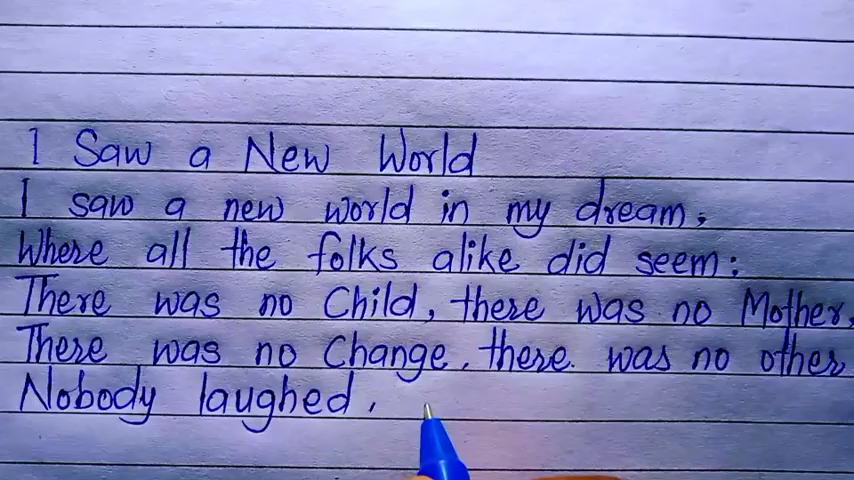 I Saw a New World
I saw a new world in my dream,
Where all the folks alike did seem:
There was no Child, there was no Mother,
There was no Change, there was no other
Nobody laughed,